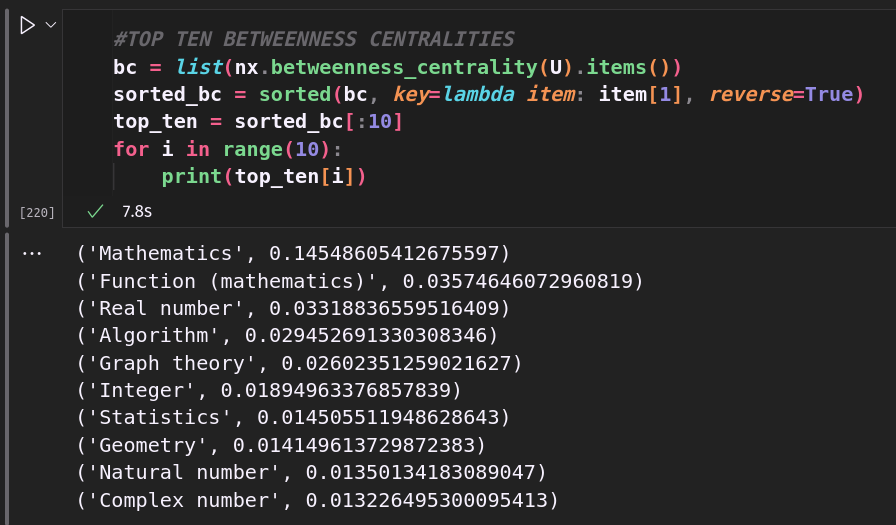 #TOP TEN BETWEENNESS CENTRALITIES
bc = list(nx.betweenness_centrality(U).items())
sorted_bc = sorted(bc, key=lambda item: item[1], reverse=True)
top_ten = sorted_bc[:10]
for i in range(10):
    print(top_ten[i])
[220] 7.8s
('Mathematics', 0.14548605412675597)
('Function (mathematics)', 0.03574646072960819)
('Real number', 0.03318836559516409)
('Algorithm', 0.029452691330308346)
('Graph theory', 0.02602351259021627)
('Integer', 0.01894963376857839)
('Statistics', 0.014505511948628643)
('Geometry', 0.014149613729872383)
('Natural number', 0.01350134183089047)
('Complex number', 0.013226495300095413)